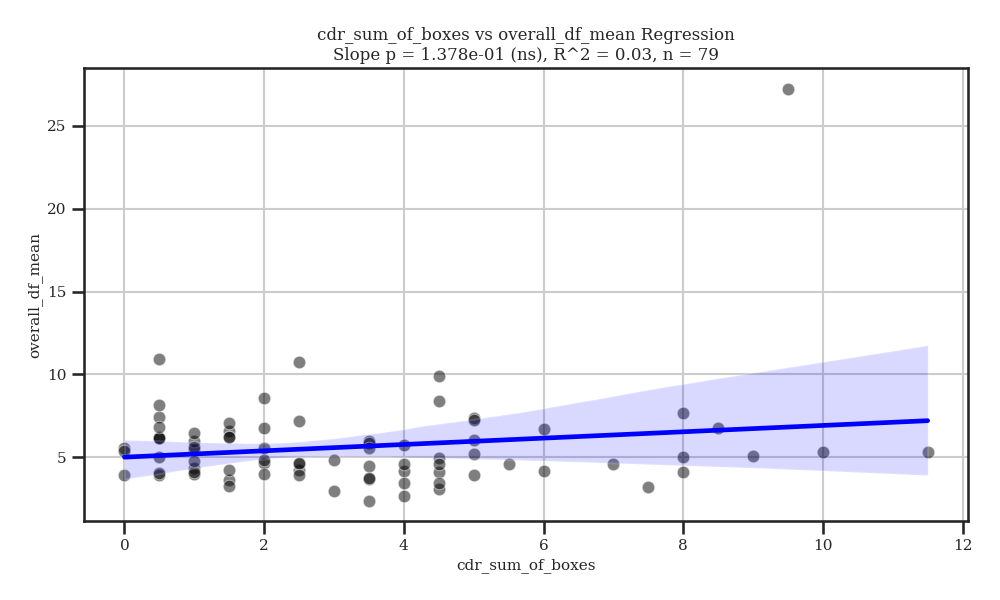 cdr_sum_of_boxes vs overall_df_mean Regression
Slope p = 1.378e-01 (ns), R^2 = 0.03, n = 79
overall_df_mean
25
20
15
10
5
0 2 4 6 8 10 12
cdr_sum_of_boxes